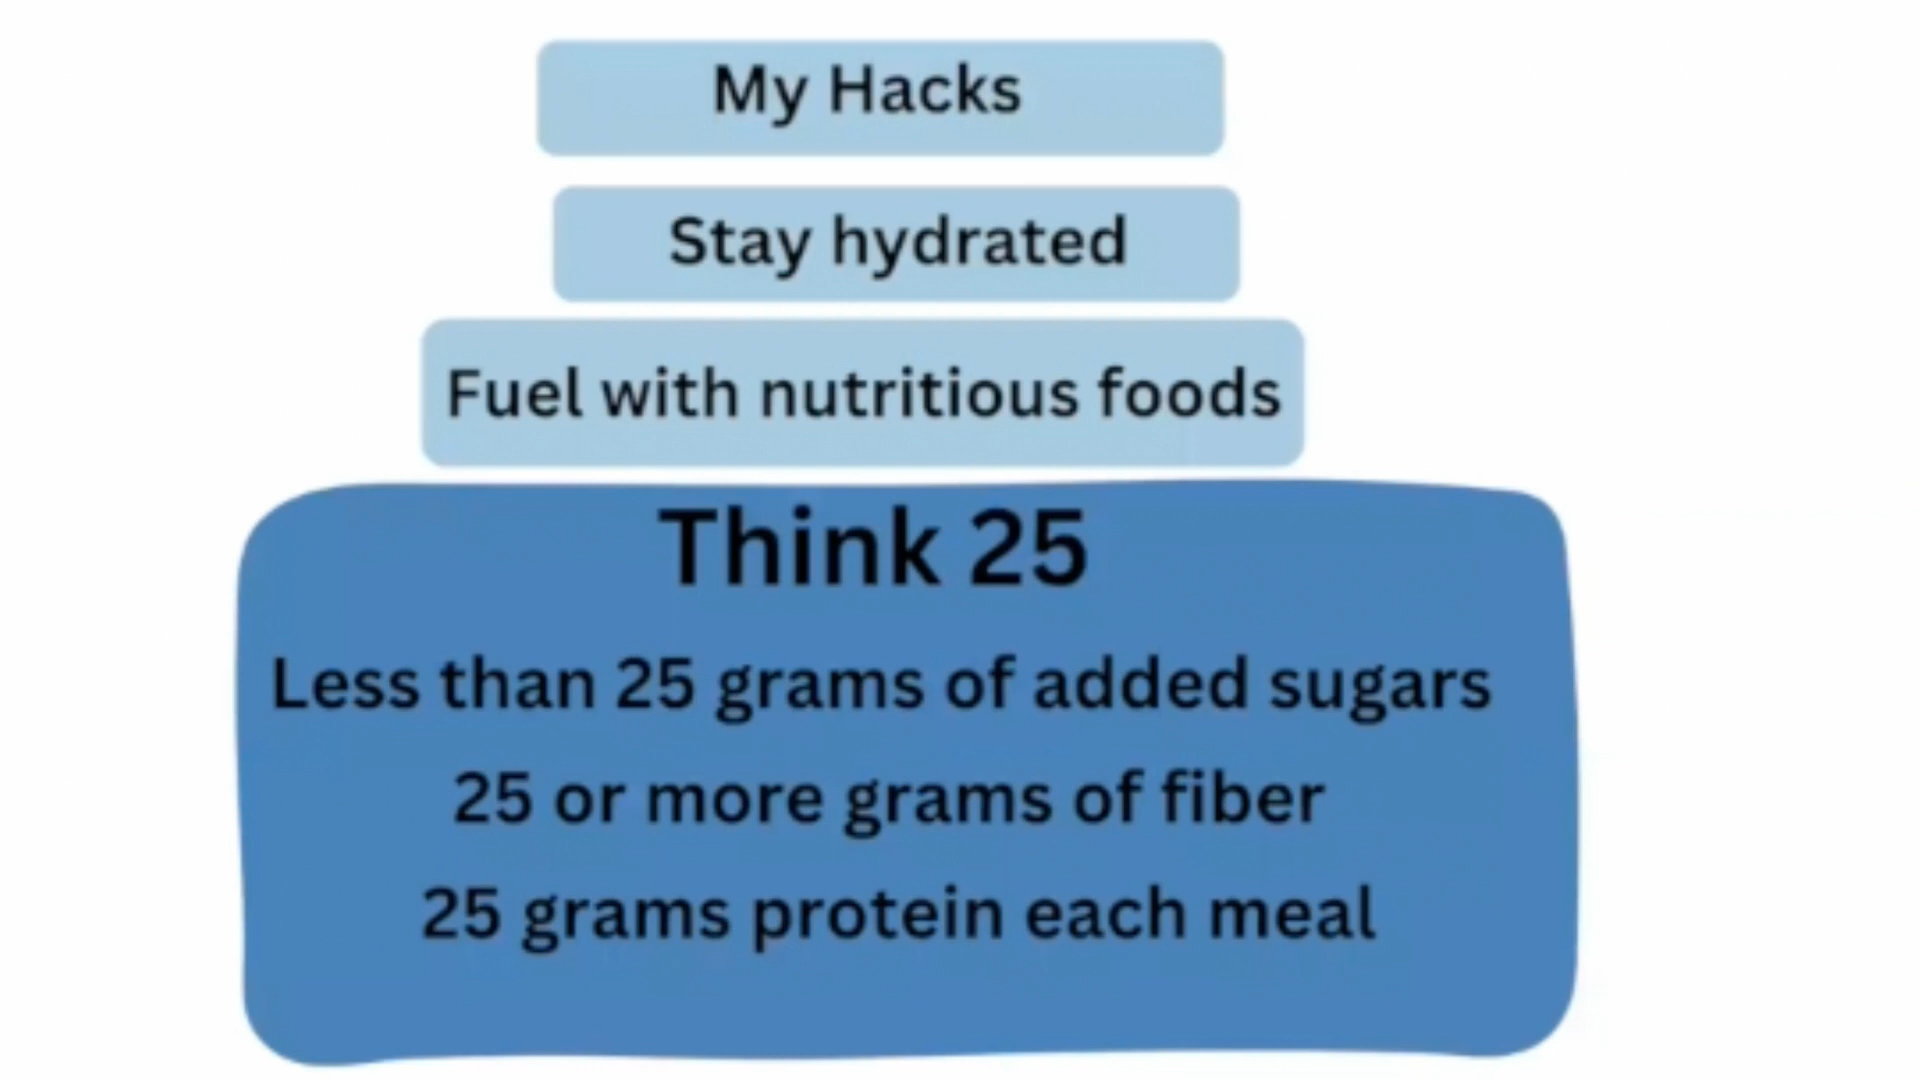 My Hacks
Stay hydrated
Fuel with nutritious foods
Think 25
Less than 25 grams of added sugars
25 or more grams of fiber
25 grams protein each meal